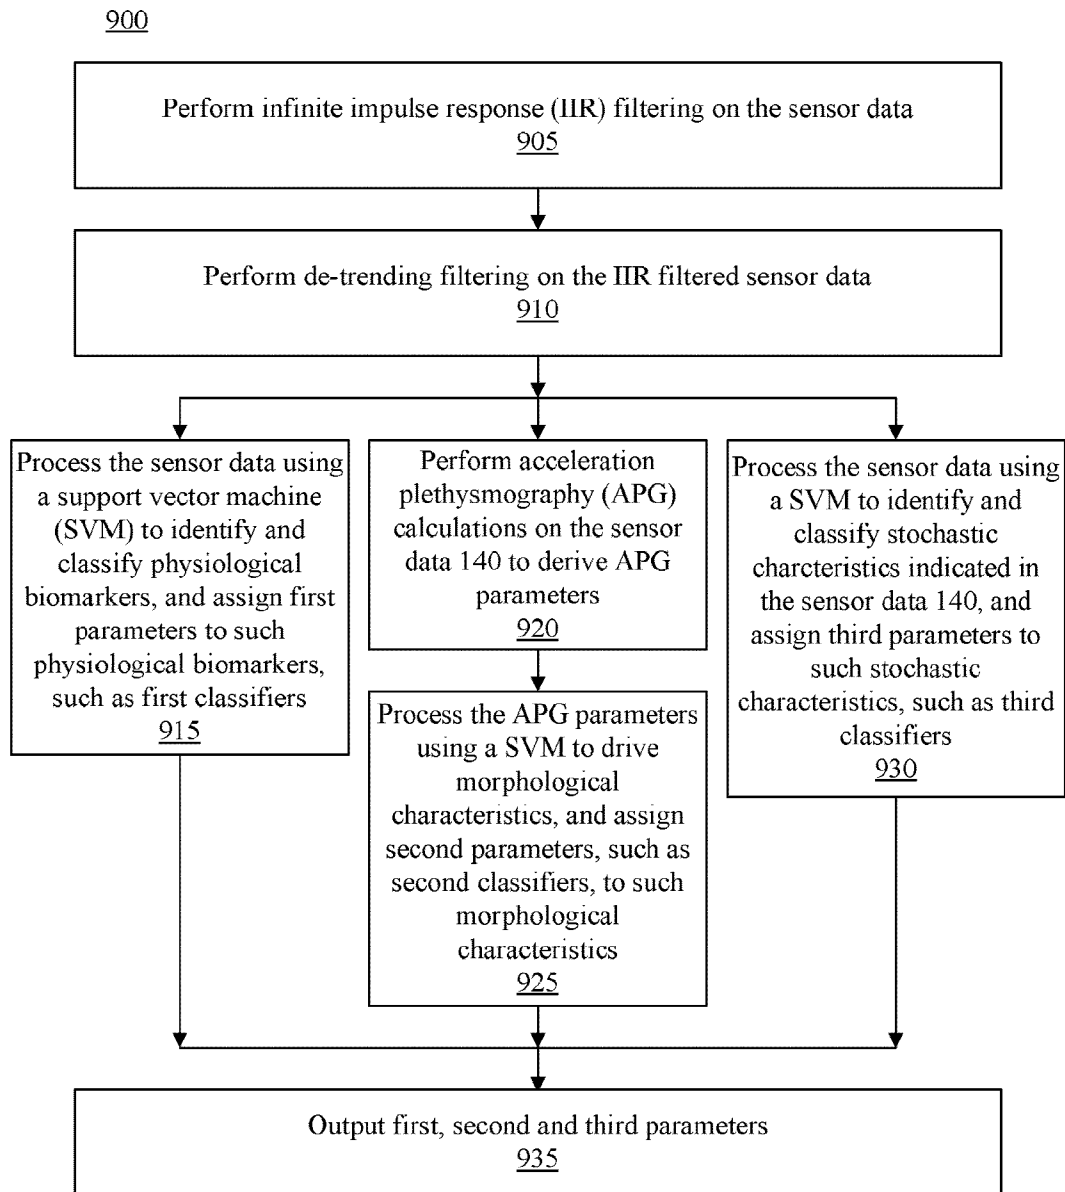 900
Perform infinite impulse response (IIR) filtering on the sensor data
905
Perform de-trending filtering on the IIR filtered sensor data
910
Process the sensor data using
a support vector machine
(SVM) to identify and
classify physiological
biomarkers, and assign first
parameters to such
physiological biomarkers,
such as first classifiers
915
Perform acceleration
plethysmography (APG)
calculations on the sensor
data 140 to derive APG
parameters
920
Process the APG parameters
using a SVM to drive
morphological
characteristics, and assign
second parameters, such as
second classifiers, to such
morphological
characteristics
925
Process the sensor data using
a SVM to identify and
classify stochastic
charcteristics indicated in
the sensor data 140, and
assign third parameters to
such stochastic
characteristics, such as third
classifiers
930
Output first, second and third parameters
935